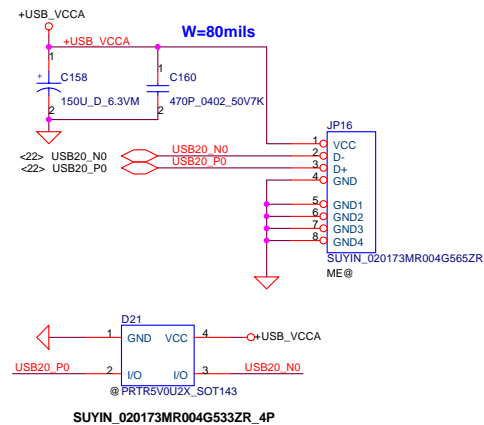 +USB_VCCA
+USB_VCCA
W=80mils
1
1
+
C158
C160
150U_D_6.3VM
470P_0402_50V7K
2
2
JP16
1
VCC
<22> USB20_N0
USB20_N0
2
D-
<22> USB20_P0
USB20_P0
3
D+
4
GND
5
GND1
6
GND2
7
GND3
8
GND4
SUYIN_020173MR004G565ZR
ME@
D21
1
GND
VCC
4
+USB_VCCA
USB20_P0
2
I/O
I/O
3
USB20_N0
@
PRTR5V0U2X_SOT143
SUYIN_020173MR004G533ZR_4P